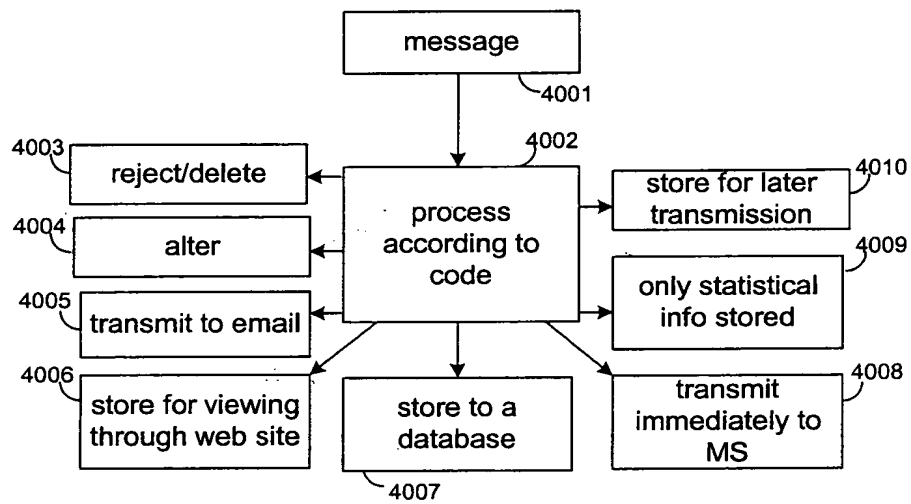 message
4001
4002
process
according to
code
4003
reject/delete
4004
alter
4005
transmit to email
4006
store for viewing
through web site
store to a
database
4007
4010
store for later
transmission
4009
only statistical
info stored
4008
transmit
immediately to
MS